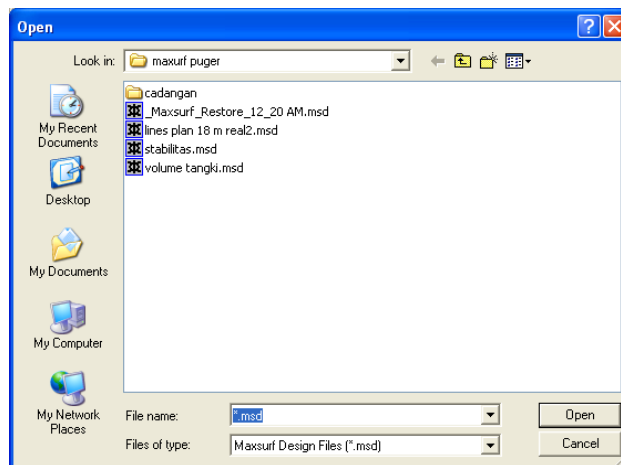 Open
Look in: maxurf puger
My Recent
Documents
Desktop
My Documents
My Computer
My Network
Places
cadangan
_Maxsurf_Restore_12_20 AM.msd
lines plan 18 m real2.msd
stabilitas.msd
volume tangki.msd
File name: *.msd Open
Files of type: Maxsurf Design Files (*.msd) Cancel